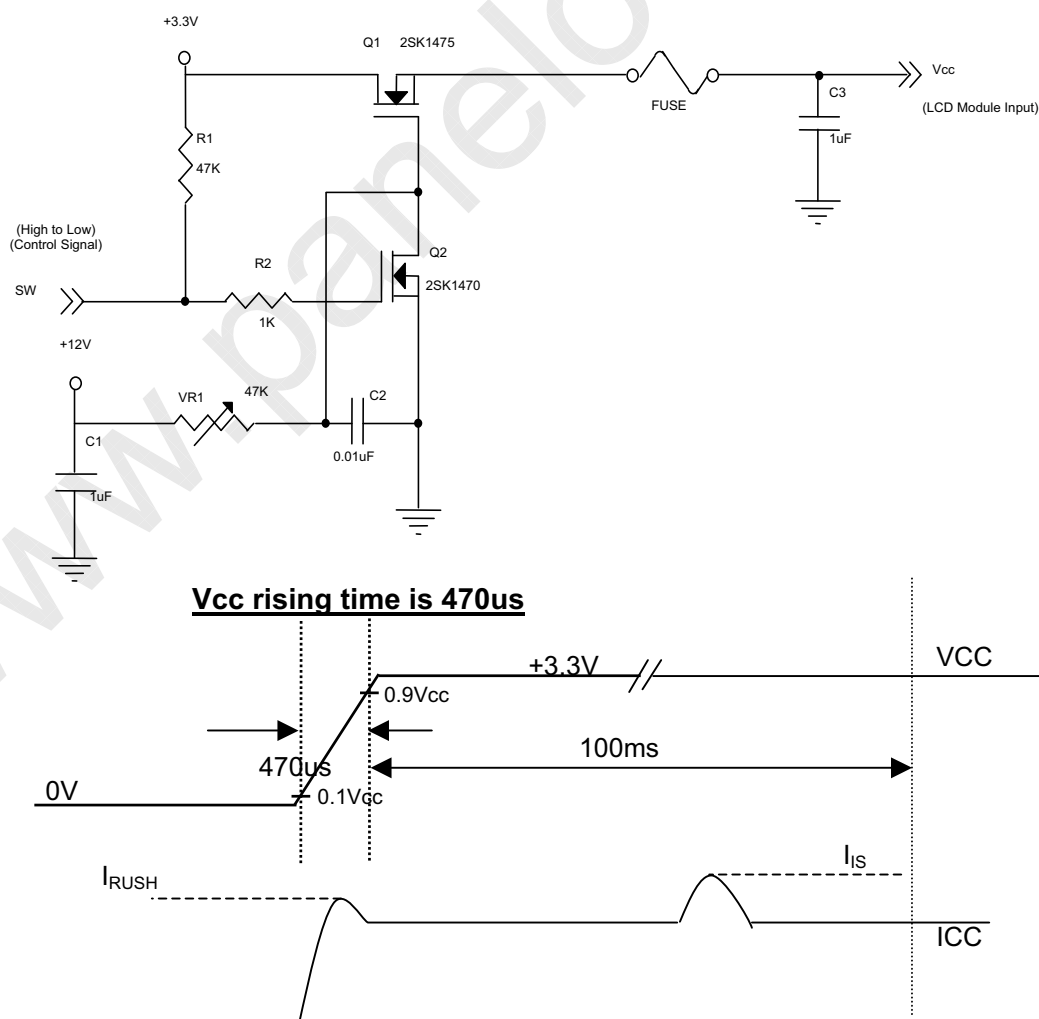 +3.3V
Q1 2SK1475
Vcc
FUSE
C3
(LCD Module Input)
R1
47K
1uF
(High to Low)
(Control Signal)
Q2
R2
SW
2SK1470
1K
+12V
VR1
47K
C2
C1
0.01uF
1uF
Vcc rising time is 470us
+3.3V
VCC
0.9Vcc
470us
100ms
0V
0.1Vcc
IRUSH
IIS
ICC
www.panelo